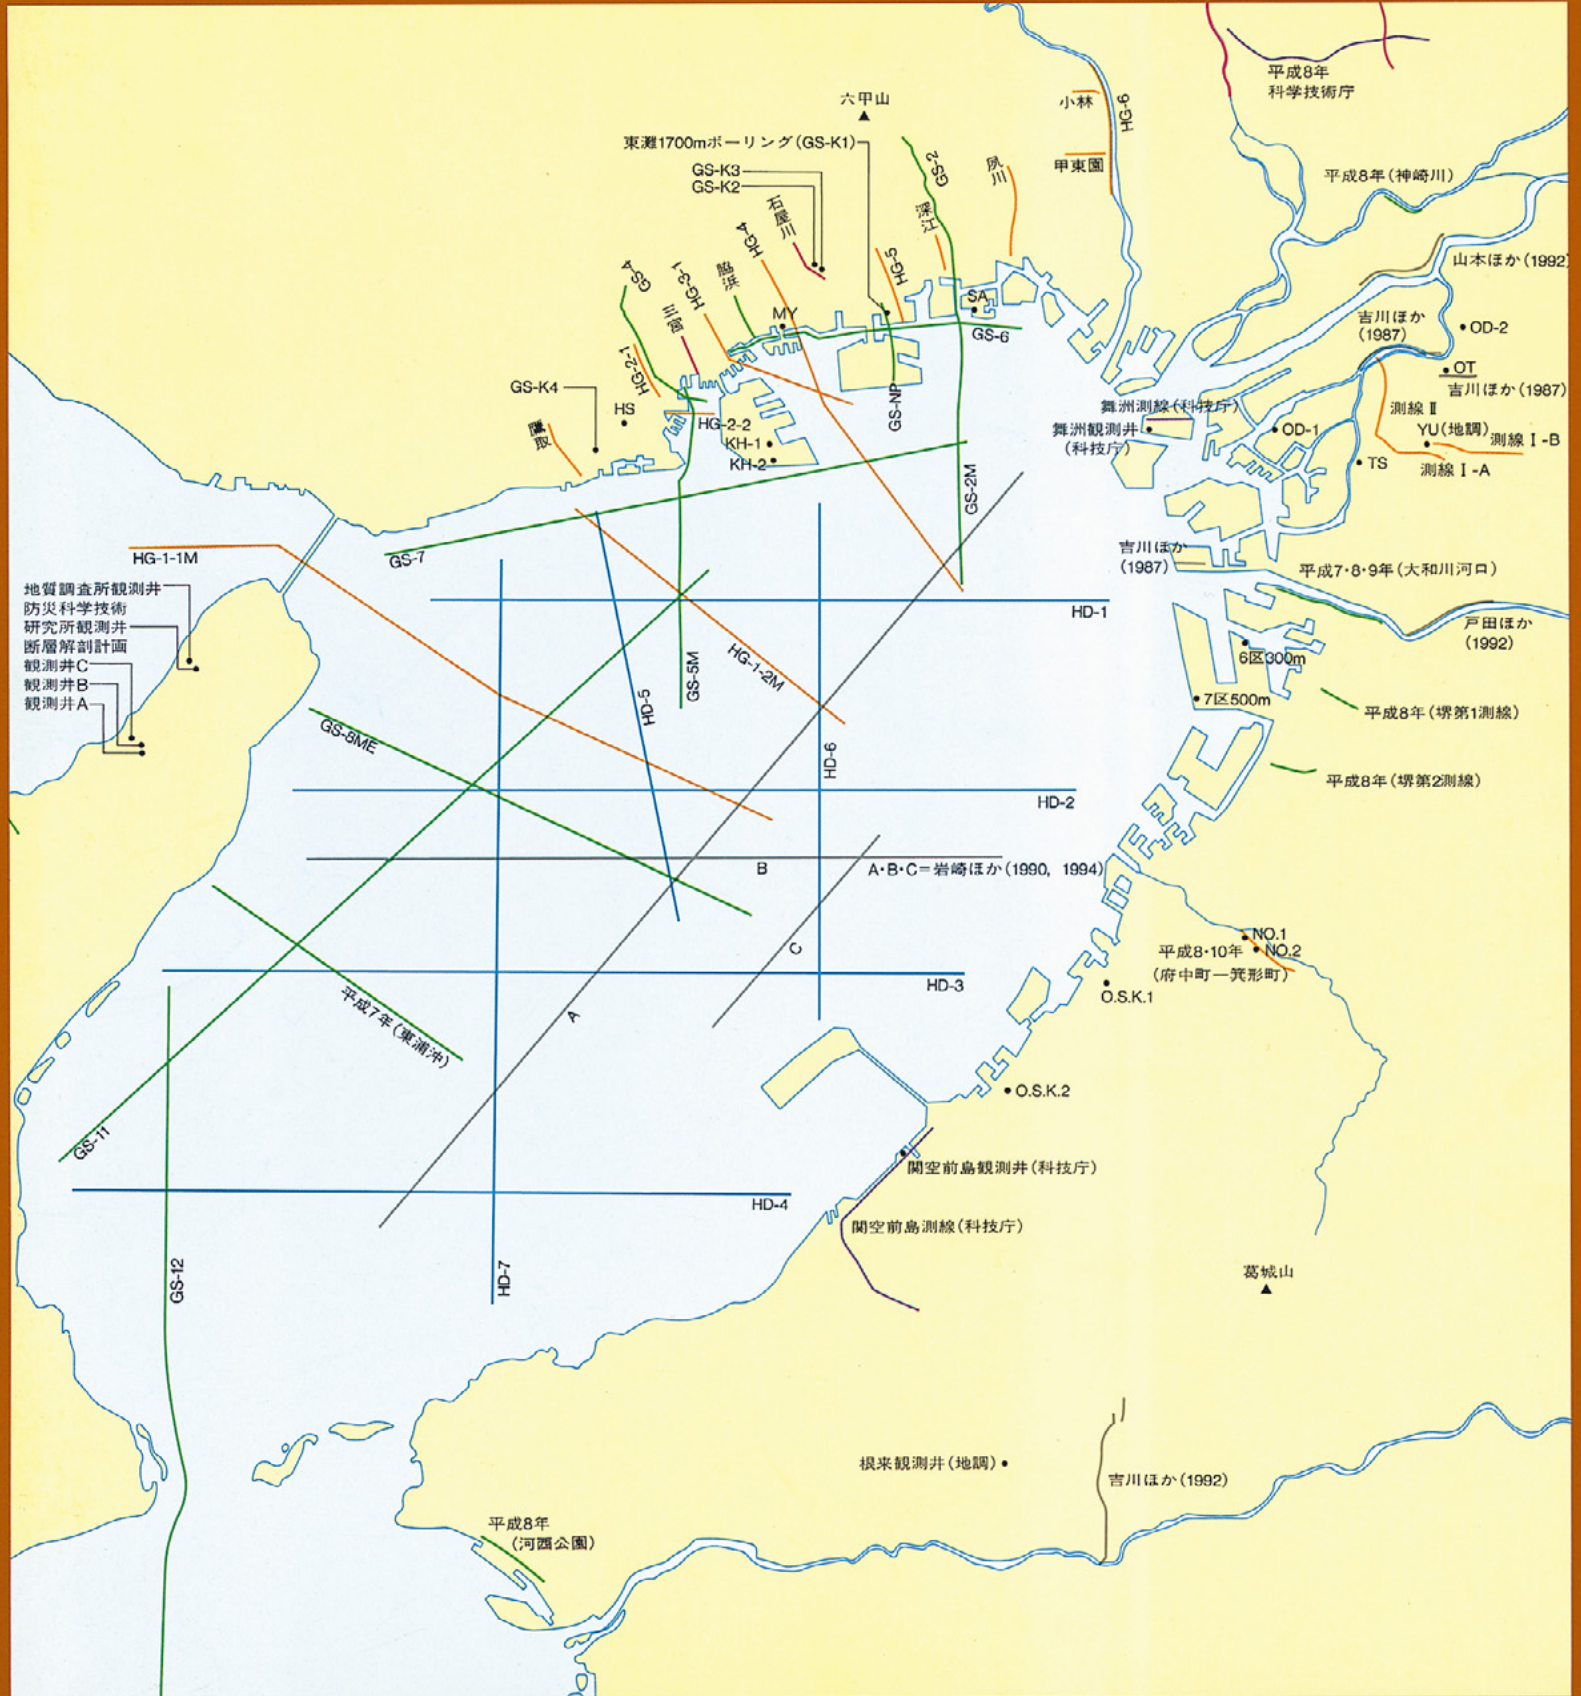 平成8年
科学技術庁
六甲山
小林
HG-6
東灘1700mボーリング(GS-K1)
GS-K3
GS-K2
甲東園
平成8年(神崎川)
GS-2
夙川
石屋川
深江
HG-4
山本ほか(1992)
HG-5
GS-4
HG-3-1
脇浜
SA
MY
GS-6
吉川ほか
(1987)
OD-2
OT
吉川ほか(1987)
HG-2-1
GS-K4
HS
GS-NP
舞洲測線(科技庁)
測線Ⅱ
HG-2-2
舞洲観測井
(科技庁)
OD-1
YU(地調)
測線Ⅰ-B
KH-1
KH-2
TS
測線Ⅰ-A
GS-2M
HG-1-1M
GS-7
吉川ほか
(1987)
平成7・8・9年(大和川河口)
地質調査所観測井
防災科学技術
研究所観測井
断層解剖計画
観測井C
観測井B
観測井A
HD-1
戸田ほか
(1992)
6区300m
GS-5M
HG-1-2M
HD-5
7区500m
平成8年(堺第1測線)
GS-8ME
HD-6
平成8年(堺第2測線)
HD-2
B
A・B・C=岩崎ほか(1990, 1994)
C
NO.1
平成8・10年
NO.2
(府中町―箕形町)
HD-3
O.S.K.1
平成7年(東浦沖)
A
O.S.K.2
GS-11
関空前島観測井(科技庁)
HD-4
関空前島測線(科技庁)
GS-12
HD-7
葛城山
根来観測井(地調)
吉川ほか(1992)
平成8年
(河西公園)